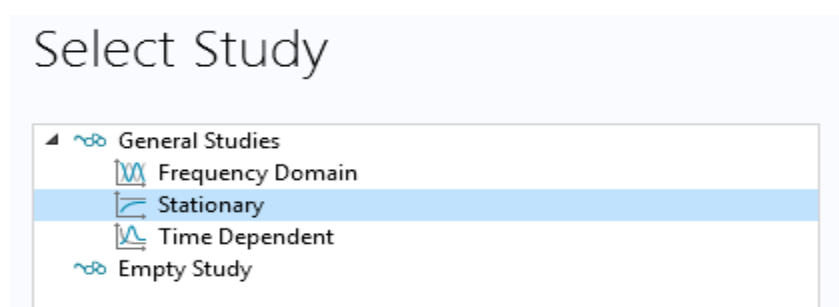 Select Study
General Studies
Frequency Domain
Stationary
Time Dependent
Empty Study